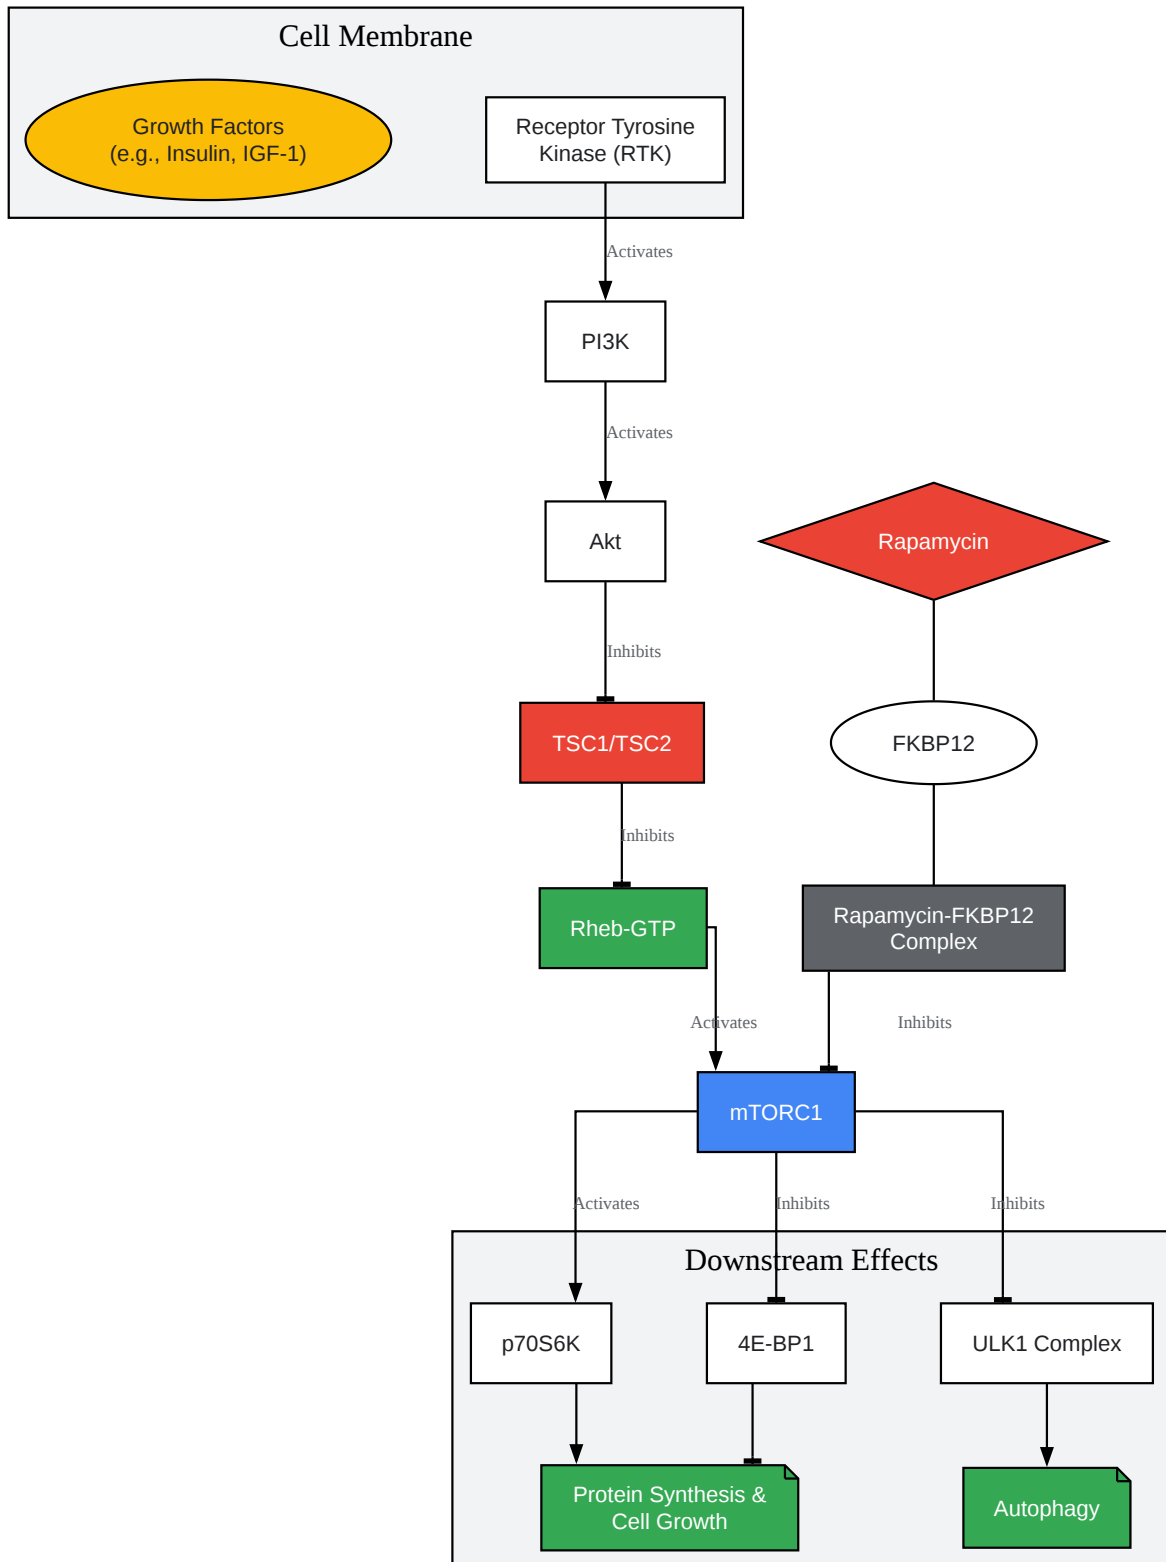 Cell Membrane
Growth Factors
(e.g., Insulin, IGF-1)
Receptor Tyrosine
Kinase (RTK)
Activates
PI3K
Activates
Akt
Rapamycin
Inhibits
TSC1/TSC2
FKBP12
Inhibits
Rheb-GTP
Rapamycin-FKBP12
Complex
Activates
Inhibits
mTORC1
Activates
Inhibits
Inhibits
Downstream Effects
p70S6K
4E-BP1
ULK1 Complex
Protein Synthesis &
Cell Growth
Autophagy